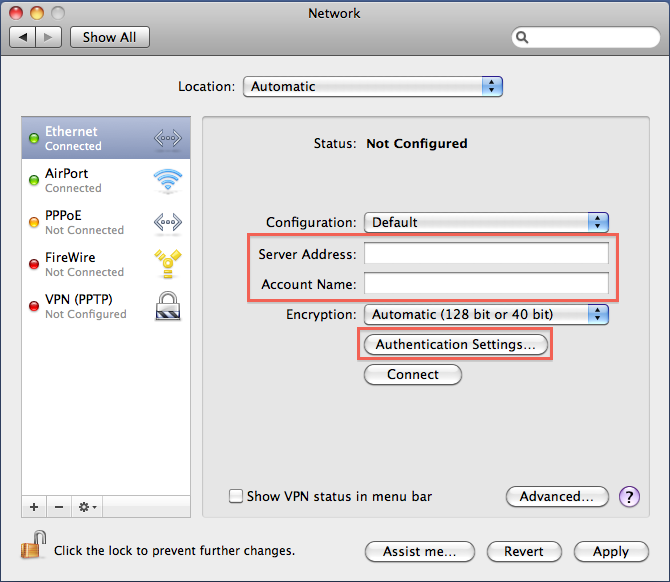 Network
Show All
Location: Automatic
Ethernet
Connected
AirPort
Connected
PPPoE
Not Connected
FireWire
Not Connected
VPN (PPTP)
Not Configured
Status: Not Configured
Configuration: Default
Server Address:
Account Name:
Encryption: Automatic (128 bit or 40 bit)
Authentication Settings...
Connect
Show VPN status in menu bar
Advanced...
?
Click the lock to prevent further changes.
Assist me...
Revert
Apply